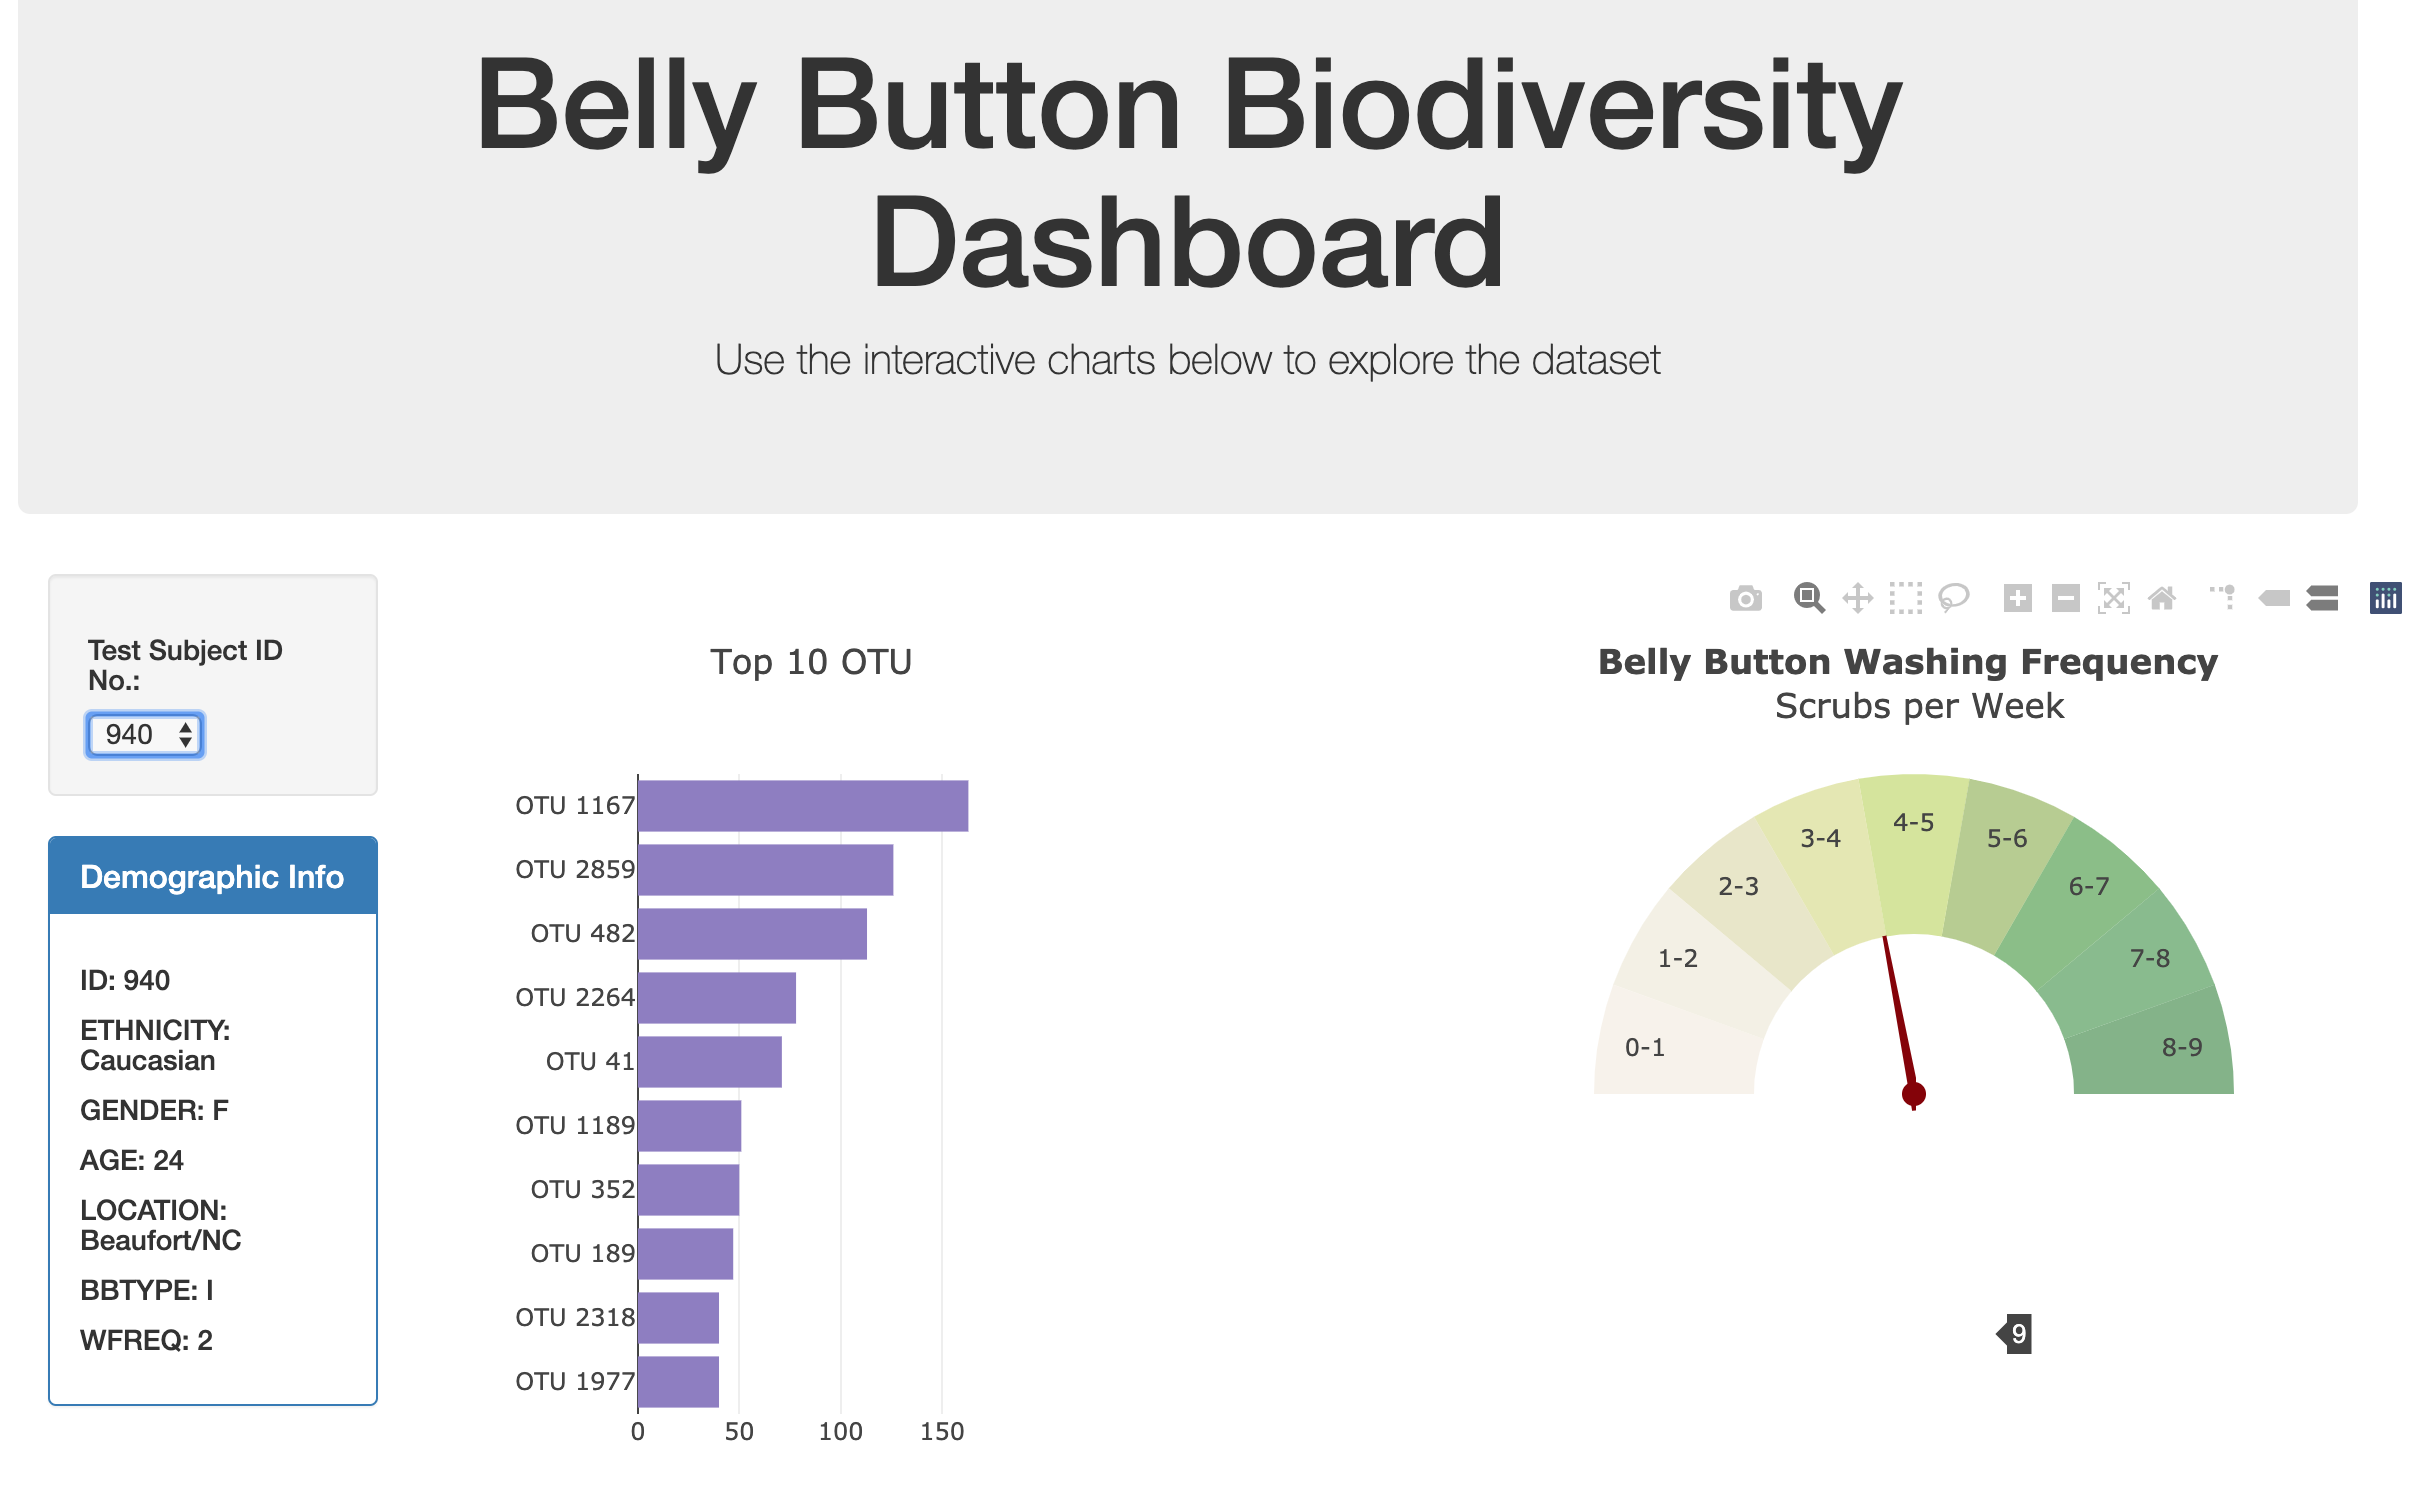 Belly Button Biodiversity
Dashboard
Use the interactive charts below to explore the dataset
Test Subject ID
No.:
940
Demographic Info
ID: 940
ETHNICITY:
Caucasian
GENDER: F
AGE: 24
LOCATION:
Beaufort/NC
BBTYPE: I
WFREQ: 2
Top 10 OTU
OTU 1167
OTU 2859
OTU 482
OTU 2264
OTU 41
OTU 1189
OTU 352
OTU 189
OTU 2318
OTU 1977
0 50 100 150
Belly Button Washing Frequency
Scrubs per Week
0-1
1-2
2-3
3-4
4-5
5-6
6-7
7-8
8-9
9